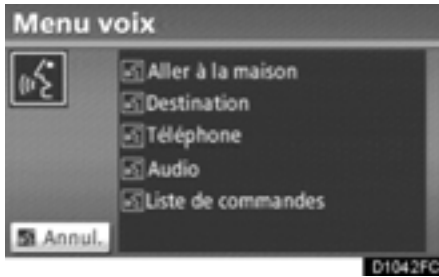 Menu voix
Aller à la maison
Destination
Téléphone
Audio
Liste de commandes
Annul.
D1042FC